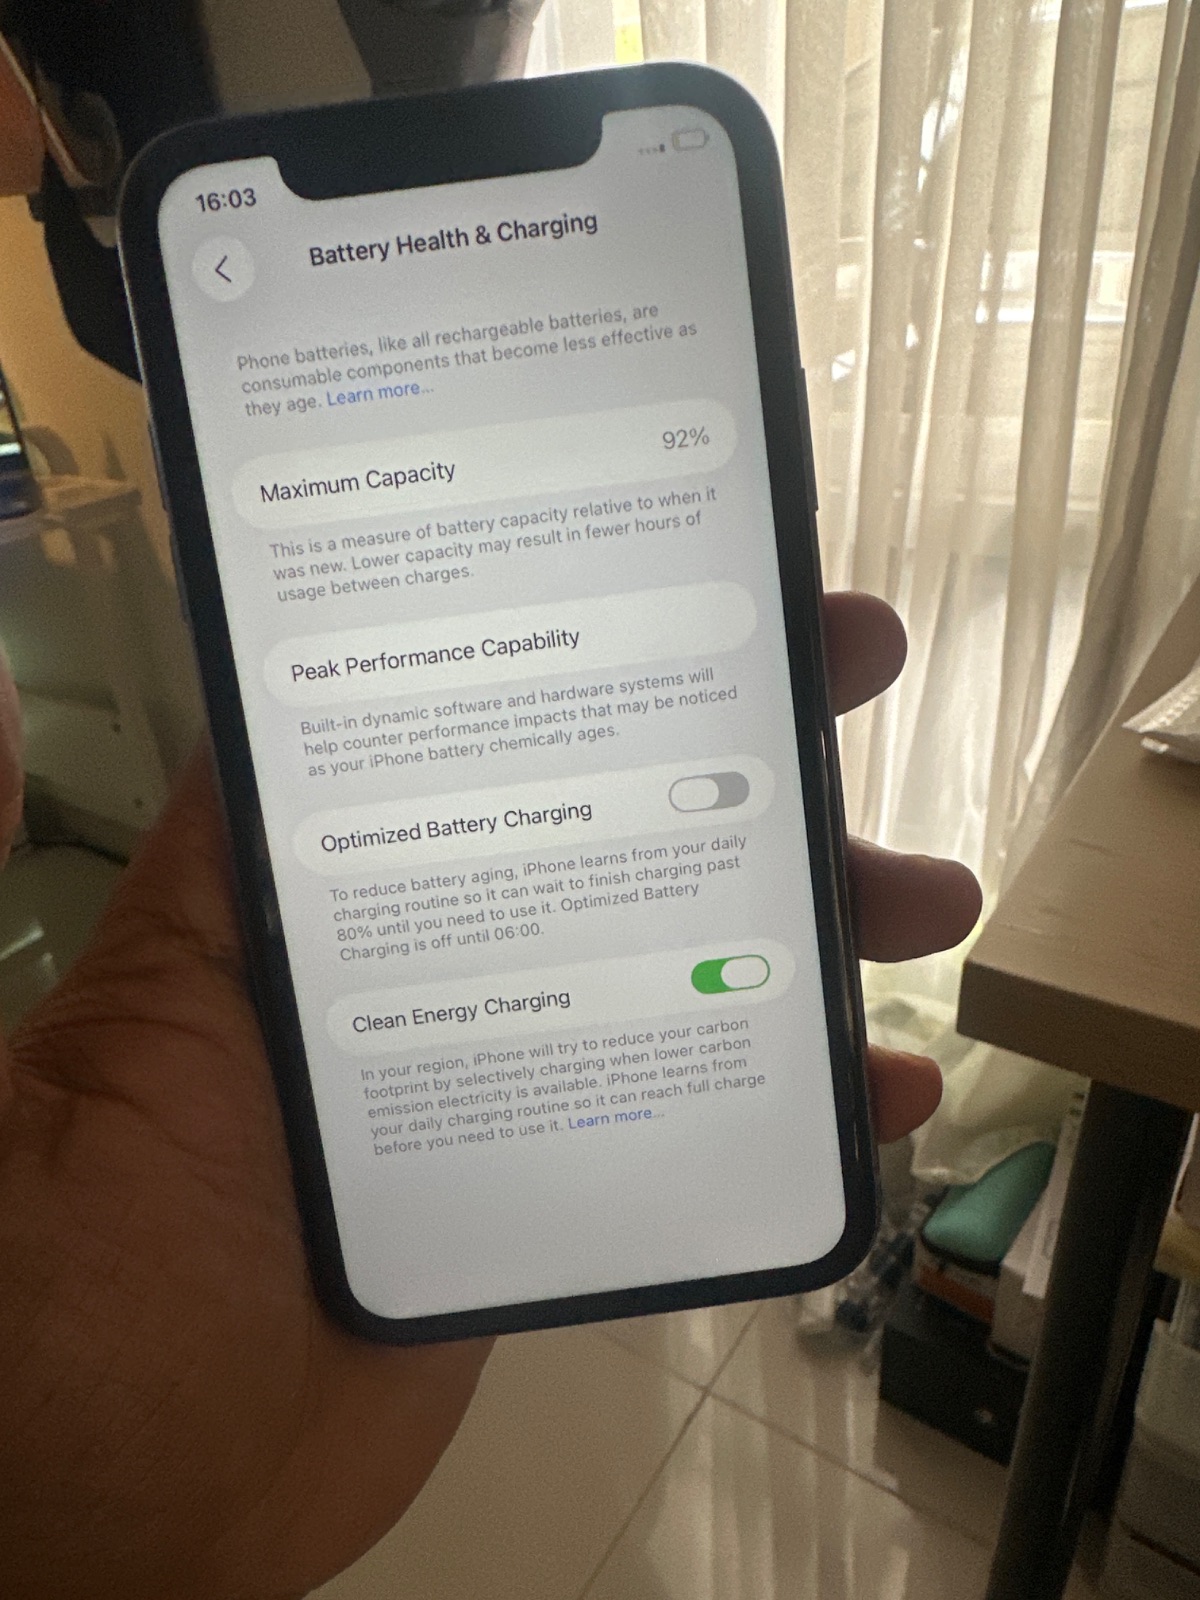 16:03
Battery Health & Charging
Phone batteries, like all rechargeable batteries, are
consumable components that become less effective as
they age. Learn more...
Maximum Capacity 92%
This is a measure of battery capacity relative to when it
was new. Lower capacity may result in fewer hours of
usage between charges.
Peak Performance Capability
Built-in dynamic software and hardware systems will
help counter performance impacts that may be noticed
as your iPhone battery chemically ages.
Optimized Battery Charging
To reduce battery aging, iPhone learns from your daily
charging routine so it can wait to finish charging past
80% until you need to use it. Optimized Battery
Charging is off until 06:00.
Clean Energy Charging
In your region, iPhone will try to reduce your carbon
footprint by selectively charging when lower carbon
emission electricity is available. iPhone learns from
your daily charging routine so it can reach full charge
before you need to use it. Learn more...